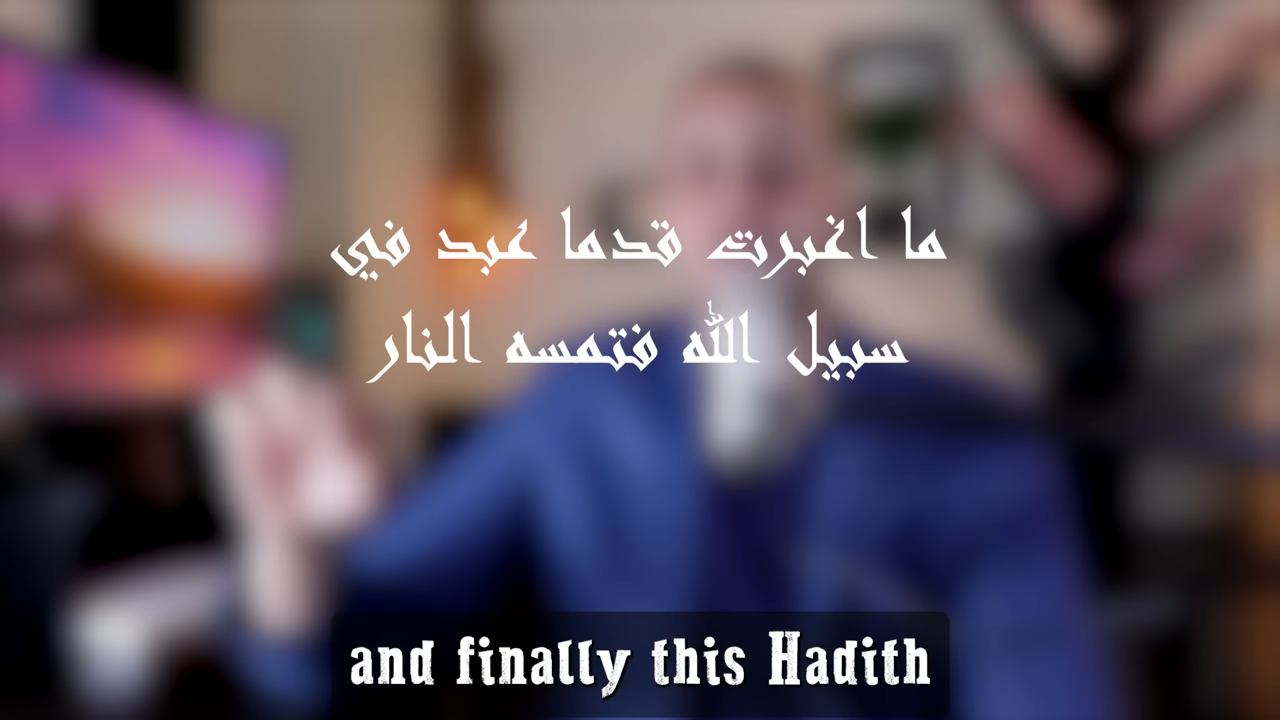 ما اغبرت قدما عبد في
سبيل الله فتمسه النار
and finally this Hadith